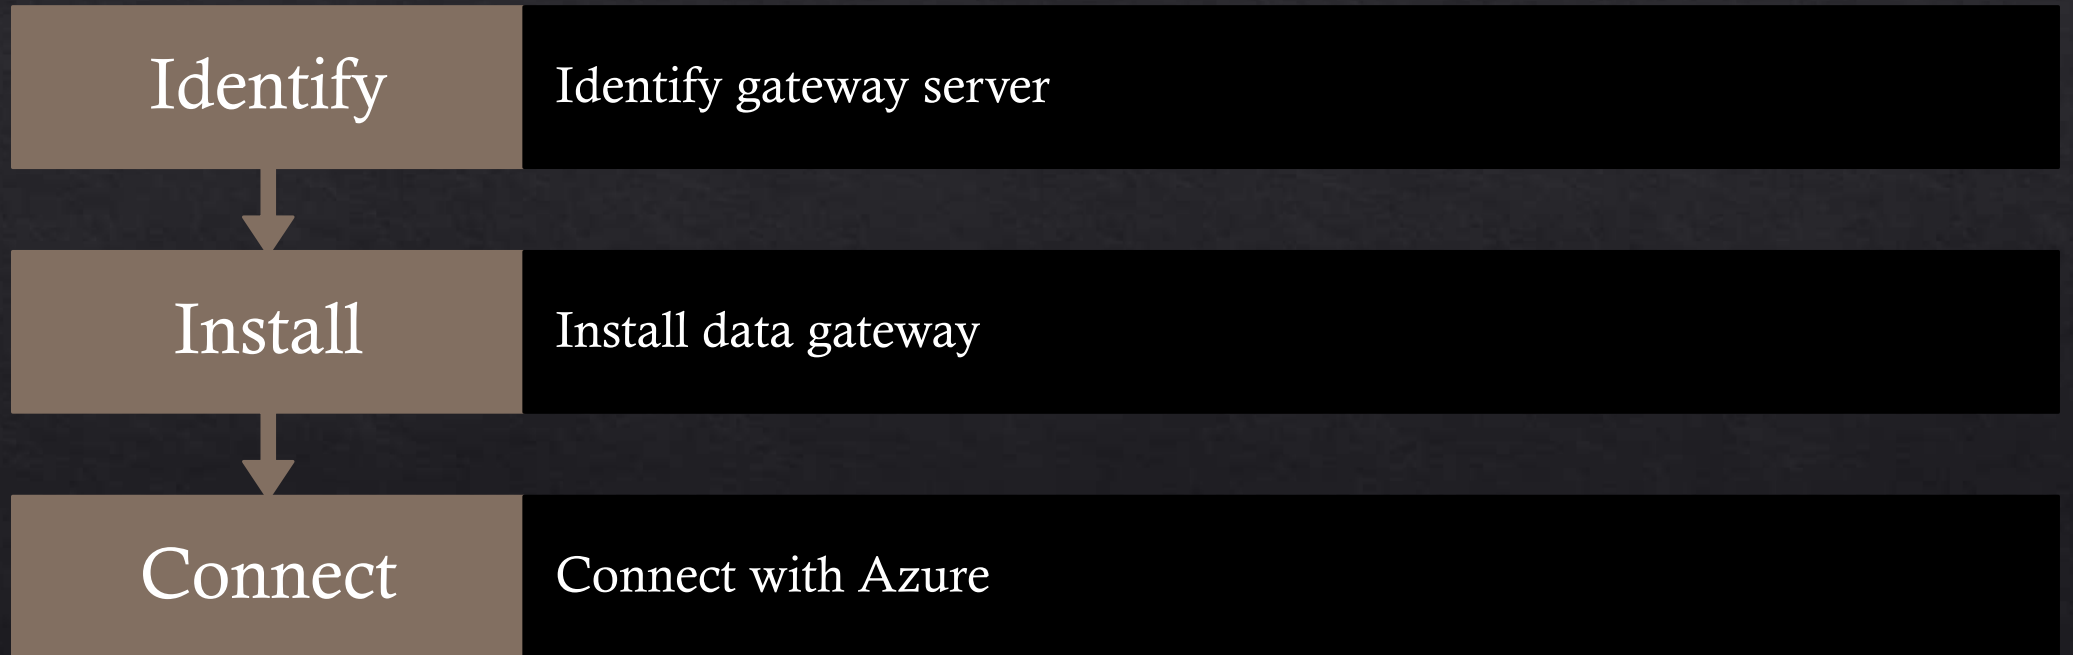 Identify
Identify gateway server
Install
Install data gateway
Connect
Connect with Azure